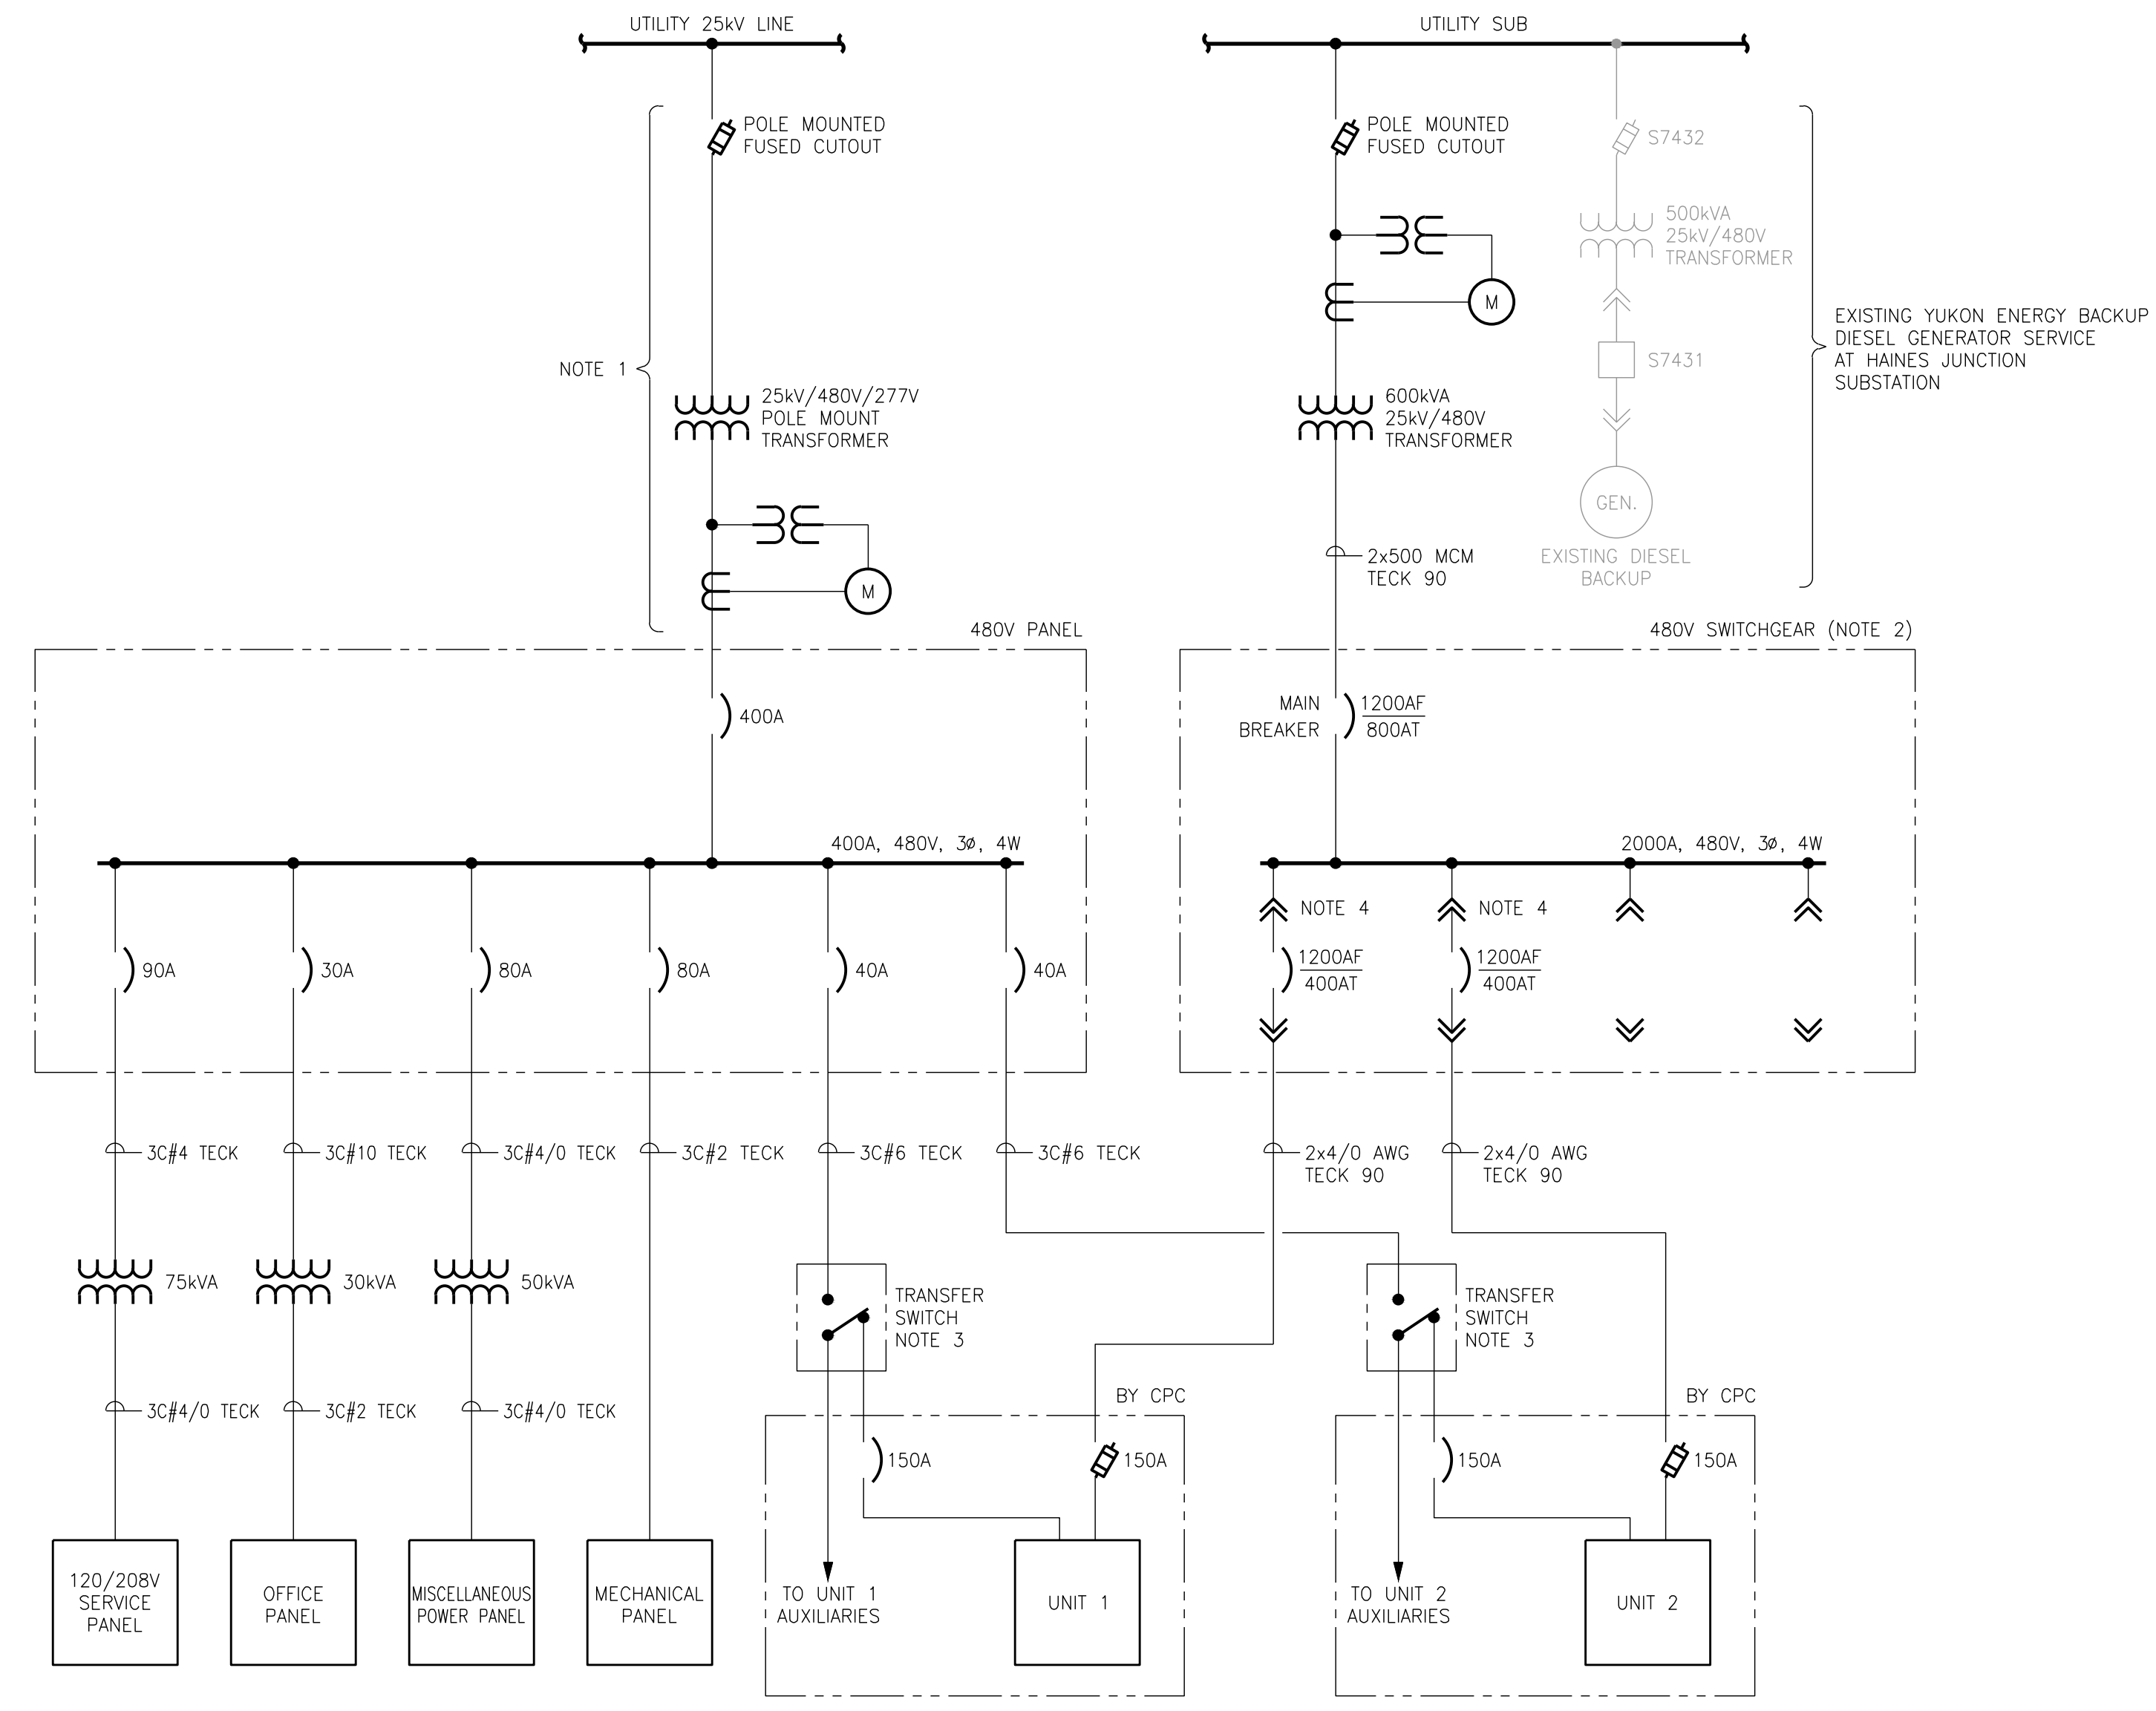 UTILITY 25kV LINE
UTILITY SUB
POLE MOUNTED
FUSED CUTOUT
POLE MOUNTED
FUSED CUTOUT
S7432
500kVA
25kV/480V
TRANSFORMER
M
EXISTING YUKON ENERGY BACKUP
DIESEL GENERATOR SERVICE
AT HAINES JUNCTION
SUBSTATION
S7431
NOTE 1
25kV/480V/277V
POLE MOUNT
TRANSFORMER
600kVA
25kV/480V
TRANSFORMER
GEN.
EXISTING DIESEL
BACKUP
2x500 MCM
TECK 90
M
480V PANEL
480V SWITCHGEAR (NOTE 2)
400A
MAIN
BREAKER
1200AF
800AT
400A, 480V, 3ø, 4W
2000A, 480V, 3ø, 4W
NOTE 4
NOTE 4
90A
30A
80A
80A
40A
40A
1200AF
400AT
1200AF
400AT
3C#4 TECK
3C#10 TECK
3C#4/0 TECK
3C#2 TECK
3C#6 TECK
3C#6 TECK
2x4/0 AWG
TECK 90
2x4/0 AWG
TECK 90
75kVA
30kVA
50kVA
TRANSFER
SWITCH
NOTE 3
TRANSFER
SWITCH
NOTE 3
3C#4/0 TECK
3C#2 TECK
3C#4/0 TECK
BY CPC
BY CPC
150A
150A
150A
150A
120/208V
SERVICE
PANEL
OFFICE
PANEL
MISCELLANEOUS
POWER PANEL
MECHANICAL
PANEL
TO UNIT 1
AUXILIARIES
UNIT 1
TO UNIT 2
AUXILIARIES
UNIT 2